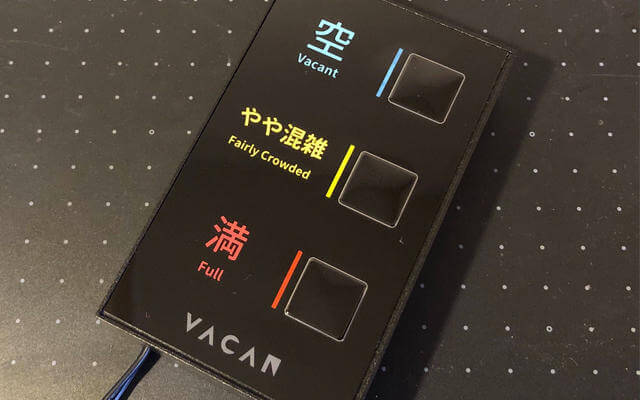 空
Vacant
やや混雑
Fairly Crowded
満
Full
VACAN